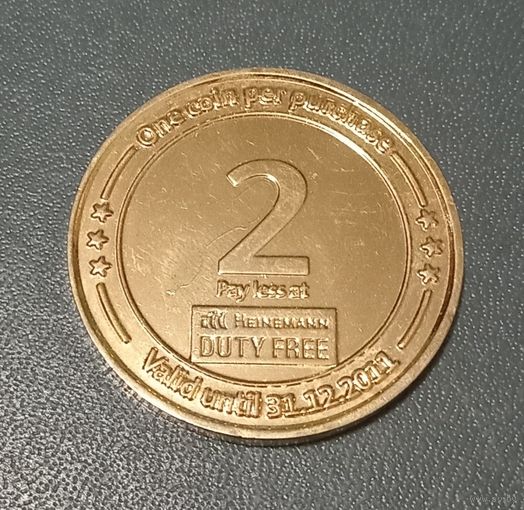 One coin per purchase
2
Pay less at
HEINEMANN
DUTY FREE
Valid until 31.12.2011